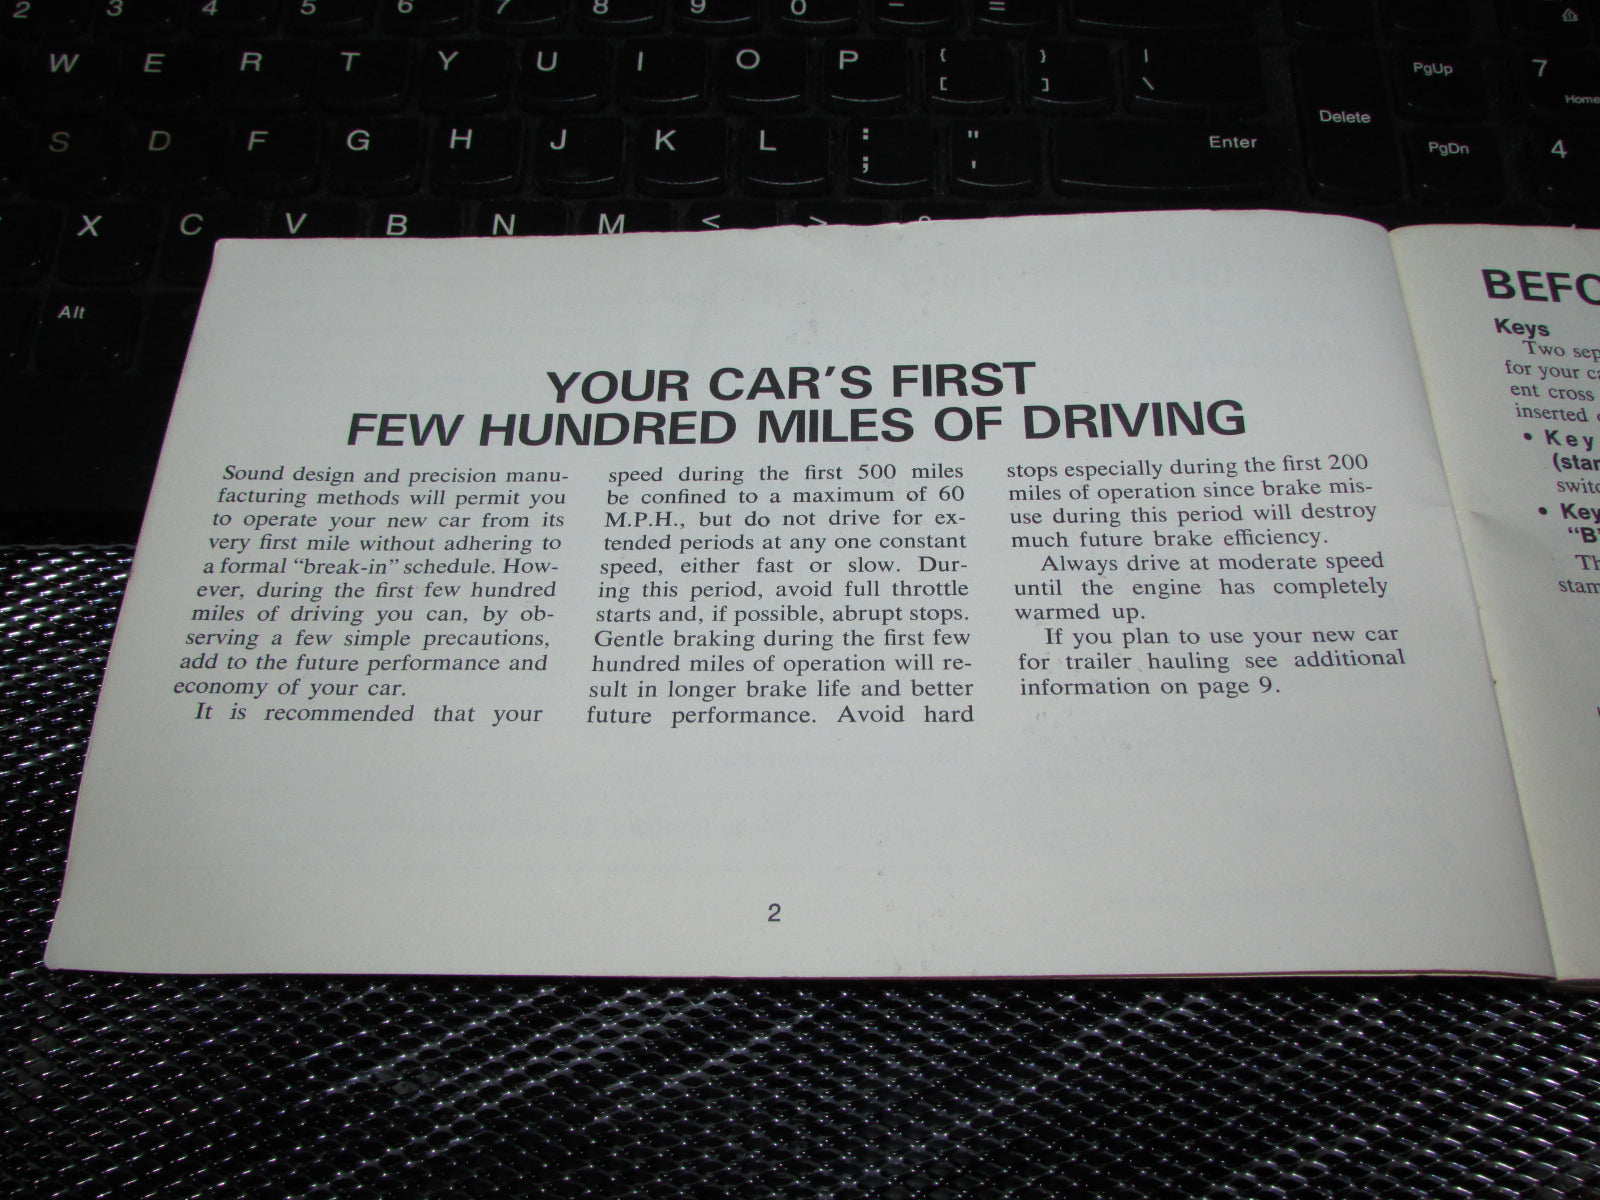 2 3 4 5 6 7 8 9 0 – =
W E R T Y U I O P { [ } ] | \
PgUp 7 Home
S D F G H J K L : ; " ' Enter
Delete
PgDn 4
X C V B N M < >
Alt
YOUR CAR'S FIRST
FEW HUNDRED MILES OF DRIVING
Sound design and precision manu-
facturing methods will permit you
to operate your new car from its
very first mile without adhering to
a formal “break-in” schedule. How-
ever, during the first few hundred
miles of driving you can, by ob-
serving a few simple precautions,
add to the future performance and
economy of your car.
It is recommended that your
speed during the first 500 miles
be confined to a maximum of 60
M.P.H., but do not drive for ex-
tended periods at any one constant
speed, either fast or slow. Dur-
ing this period, avoid full throttle
starts and, if possible, abrupt stops.
Gentle braking during the first few
hundred miles of operation will re-
sult in longer brake life and better
future performance. Avoid hard
stops especially during the first 200
miles of operation since brake mis-
use during this period will destroy
much future brake efficiency.
Always drive at moderate speed
until the engine has completely
warmed up.
If you plan to use your new car
for trailer hauling see additional
information on page 9.
2
Keys
Two
for your
ent cross
inserted
• Key
• Key
“B”